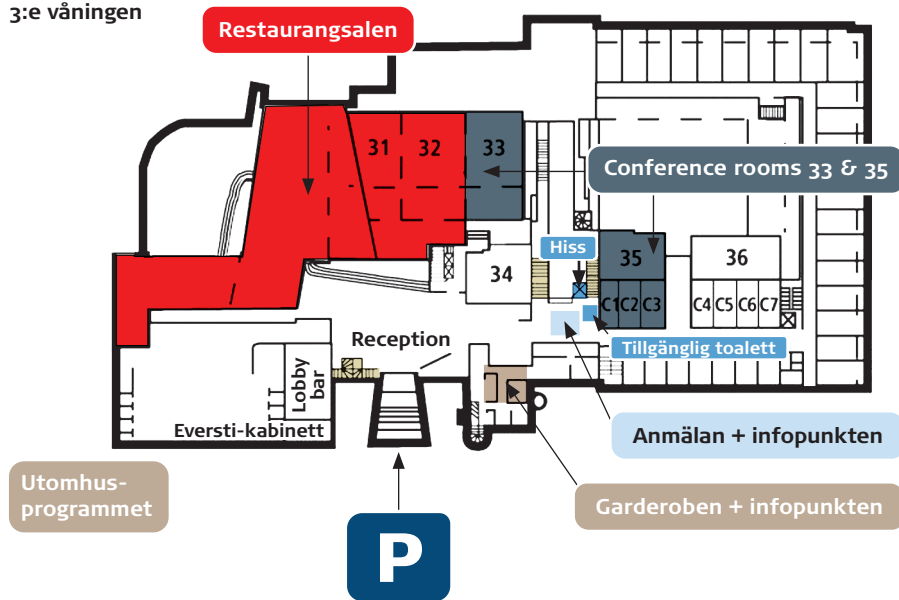 3:e våningen
Restaurangsalen
31
32
33
Conference rooms 33 & 35
Hiss
34
35
36
C1
C2
C3
C4
C5
C6
C7
Reception
Tillgänglig toalett
Lobby
bar
Eversti-kabinett
Anmälan + infopunkten
Utomhus-
programmet
Garderoben + infopunkten
P